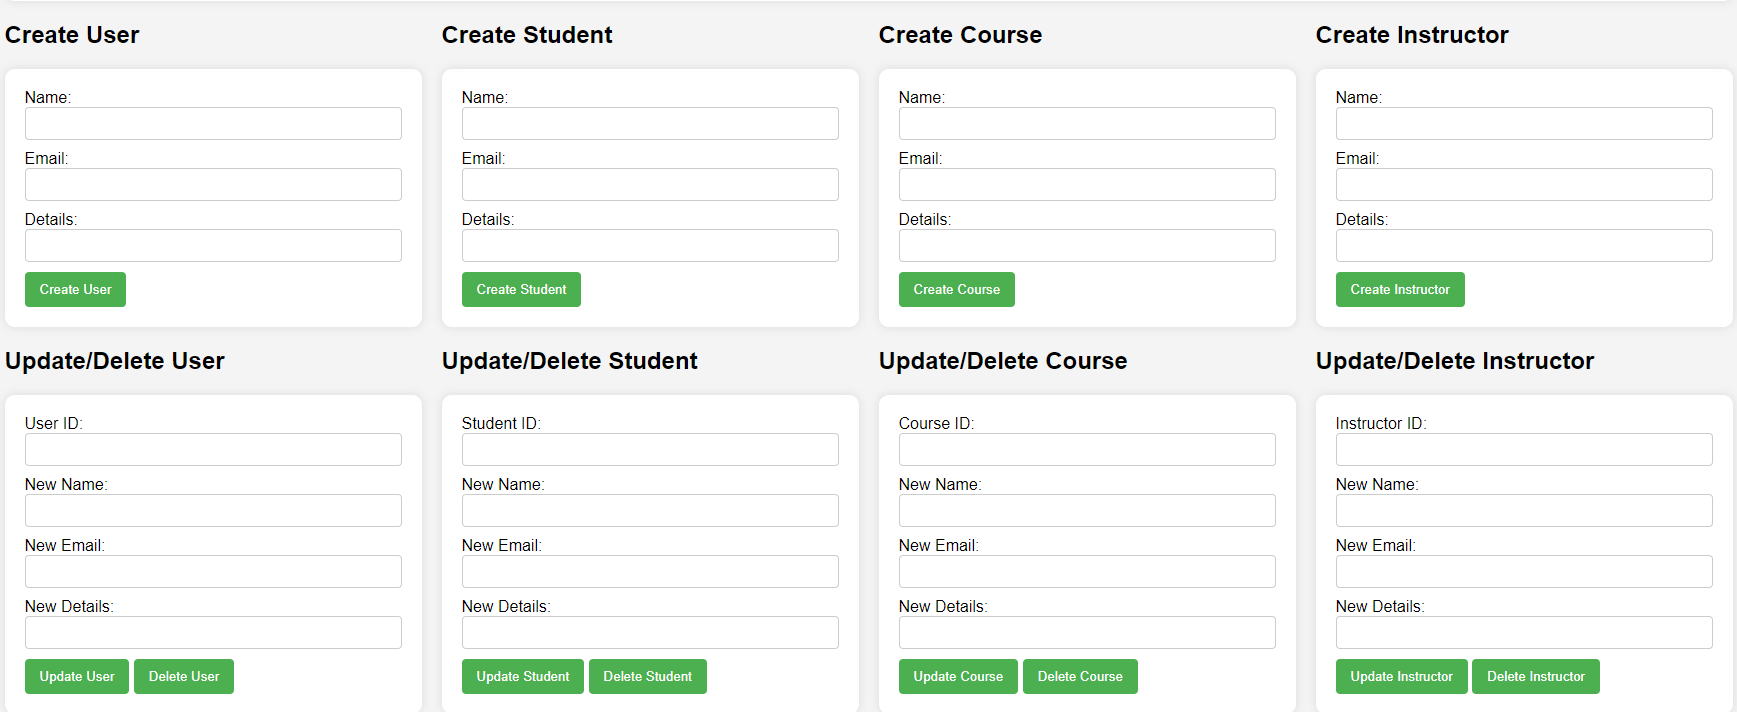 Create User
Create Student
Create Course
Create Instructor
Name:
Name:
Name:
Name:
Email:
Email:
Email:
Email:
Details:
Details:
Details:
Details:
Create User
Create Student
Create Course
Create Instructor
Update/Delete User
Update/Delete Student
Update/Delete Course
Update/Delete Instructor
User ID:
Student ID:
Course ID:
Instructor ID:
New Name:
New Name:
New Name:
New Name:
New Email:
New Email:
New Email:
New Email:
New Details:
New Details:
New Details:
New Details:
Update User
Delete User
Update Student
Delete Student
Update Course
Delete Course
Update Instructor
Delete Instructor